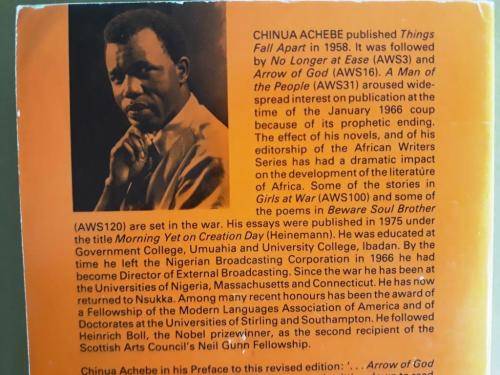 CHINUA ACHEBE published Things
Fall Apart in 1958. It was followed
by No Longer at Ease (AWS3) and
Arrow of God (AWS16). A Man of
the People (AWS31) aroused wide-
spread interest on publication at the
time of the January 1966 coup
because of its prophetic ending.
The effect of his novels, and of his
editorship of the African Writers
Series has had a dramatic impact
on the development of the literature
of Africa. Some of the stories in
Girls at War (AWS100) and some of
the poems in Beware Soul Brother
(AWS120) are set in the war. His essays were published in 1975 under
the title Morning Yet on Creation Day (Heinemann). He was educated at
Government College, Umuahia and University College, Ibadan. By the
time he left the Nigerian Broadcasting Corporation in 1966 he had
become Director of External Broadcasting. Since the war he has been at
the Universities of Nigeria, Massachusetts and Connecticut. He has now
returned to Nsukka. Among many recent honours has been the award of
a Fellowship of the Modern Languages Association of America and of
Doctorates at the Universities of Stirling and Southampton. He followed
Heinrich Boll, the Nobel prizewinner, as the second recipient of the
Scottish Arts Council's Neil Gunn Fellowship.
Chinua Achebe in his Preface to this revised edition: '. . . Arrow of God